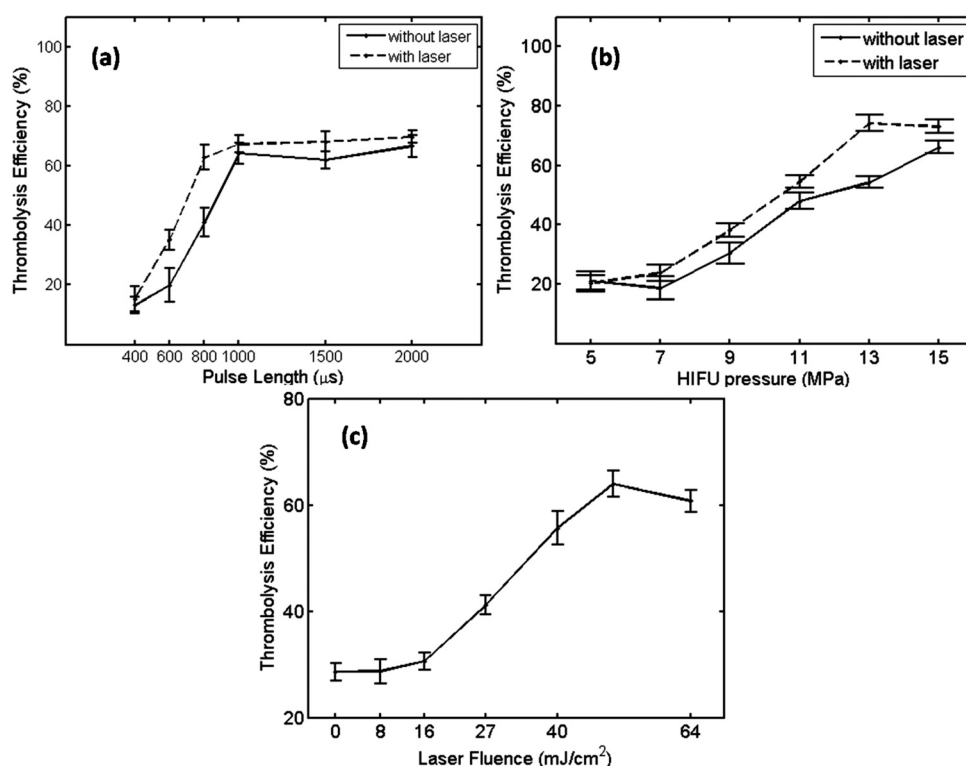 (a)
without laser
with laser
Thrombolysis Efficiency (%)
100
80
60
40
20
400 600 800 1000 1500 2000
Pulse Length (μs)
(b)
without laser
with laser
Thrombolysis Efficiency (%)
100
80
60
40
20
5 7 9 11 13 15
HIFU pressure (MPa)
(c)
Thrombolysis Efficiency (%)
80
60
40
20
0 8 16 27 40 64
Laser Fluence (mJ/cm²)